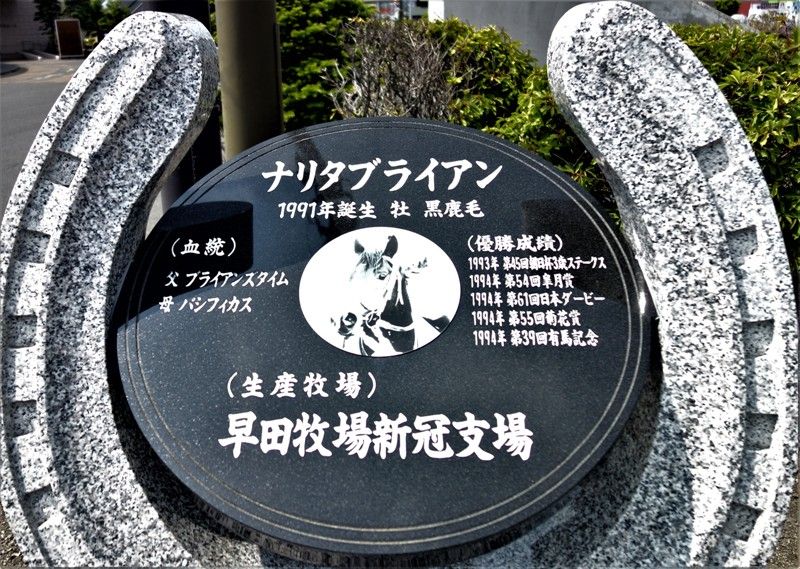 ナリタブライアン
1991年誕生 牡 黒鹿毛
(血統)
父 ブライアンズタイム
母 パシフィカス
(優勝成績)
1993年 第45回朝日杯3歳ステークス
1994年 第54回皐月賞
1994年 第61回日本ダービー
1994年 第55回菊花賞
1994年 第39回有馬記念
(生産牧場)
早田牧場新冠支場